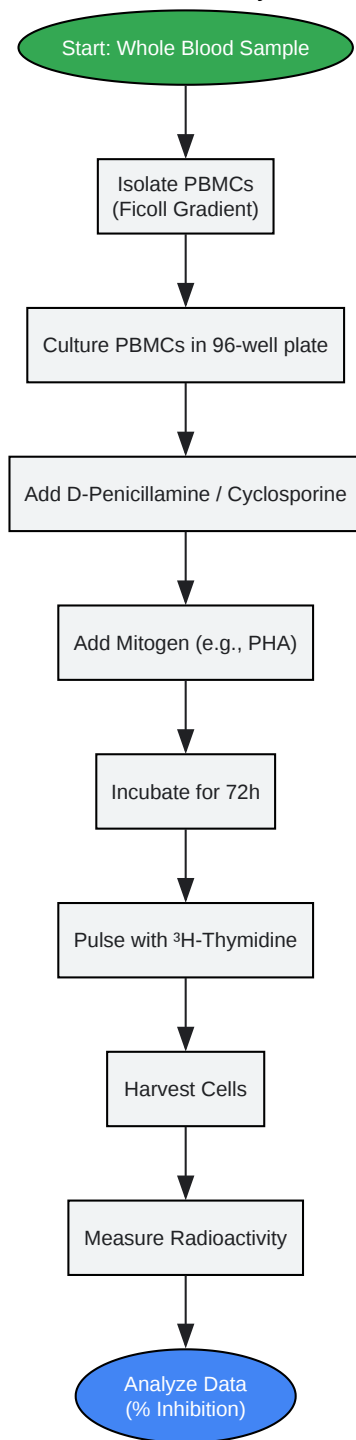 Start: Whole Blood Sample
Isolate PBMCs
(Ficoll Gradient)
Culture PBMCs in 96-well plate
Add D-Penicillamine / Cyclosporine
Add Mitogen (e.g., PHA)
Incubate for 72h
Pulse with ³H-Thymidine
Harvest Cells
Measure Radioactivity
Analyze Data
(% Inhibition)